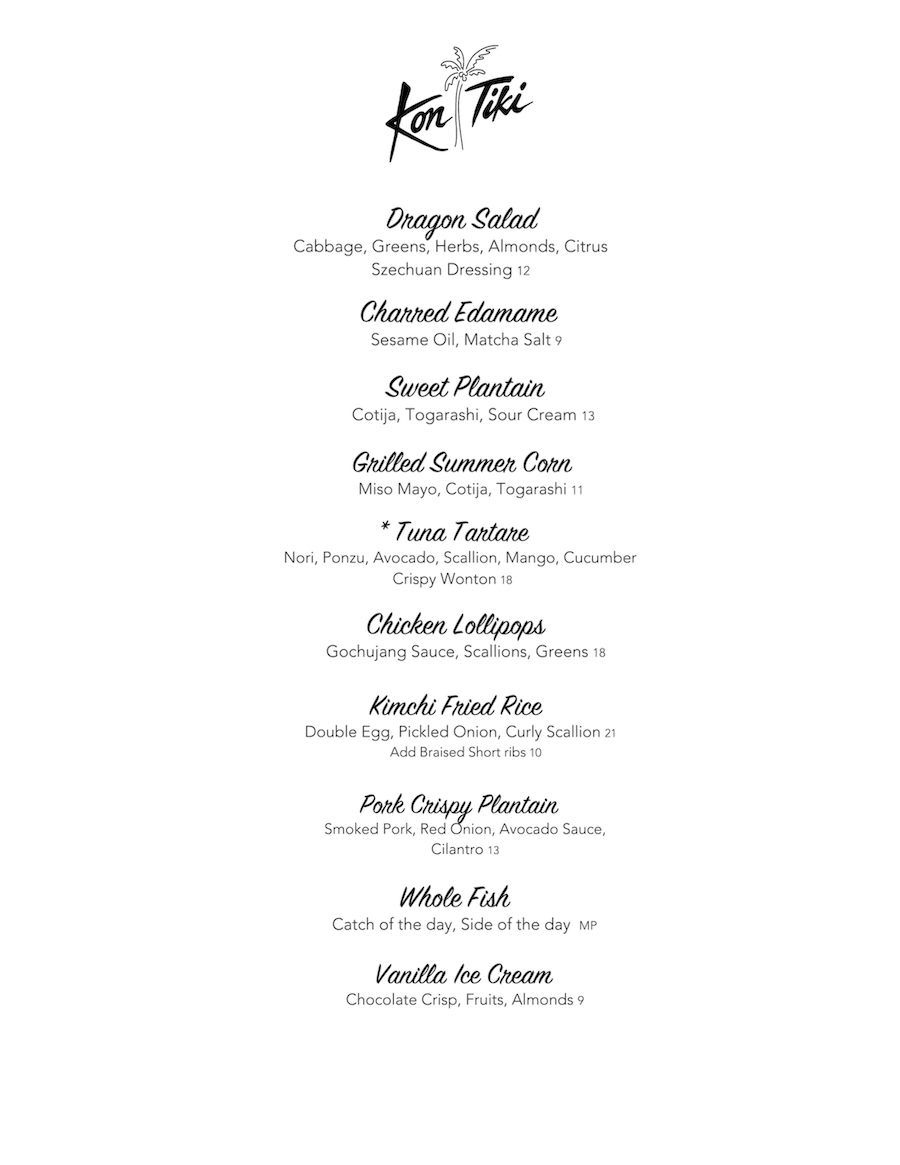 Kon Tiki
Dragon Salad
Cabbage, Greens, Herbs, Almonds, Citrus
Szechuan Dressing 12
Charred Edamame
Sesame Oil, Matcha Salt 9
Sweet Plantain
Cotija, Togarashi, Sour Cream 13
Grilled Summer Corn
Miso Mayo, Cotija, Togarashi 11
* Tuna Tartare
Nori, Ponzu, Avocado, Scallion, Mango, Cucumber
Crispy Wonton 18
Chicken Lollipops
Gochujang Sauce, Scallions, Greens 18
Kimchi Fried Rice
Double Egg, Pickled Onion, Curly Scallion 21
Add Braised Short ribs 10
Pork Crispy Plantain
Smoked Pork, Red Onion, Avocado Sauce,
Cilantro 13
Whole Fish
Catch of the day, Side of the day MP
Vanilla Ice Cream
Chocolate Crisp, Fruits, Almonds 9